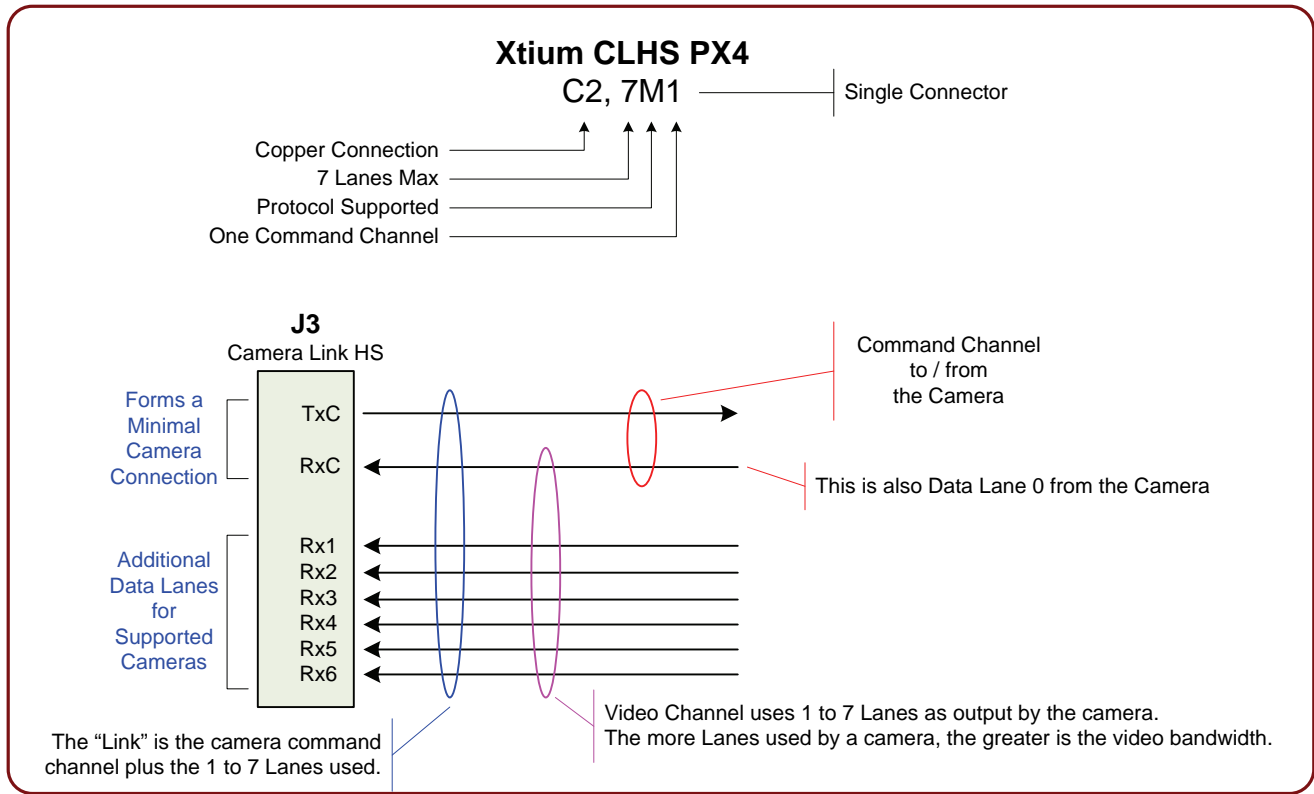 Xtium CLHS PX4
C2, 7M1
Single Connector
Copper Connection
7 Lanes Max
Protocol Supported
One Command Channel
J3
Camera Link HS
Forms a
Minimal
Camera
Connection
TxC
RxC
Command Channel
to / from
the Camera
This is also Data Lane 0 from the Camera
Additional
Data Lanes
for
Supported
Cameras
Rx1
Rx2
Rx3
Rx4
Rx5
Rx6
The “Link” is the camera command
channel plus the 1 to 7 Lanes used.
Video Channel uses 1 to 7 Lanes as output by the camera.
The more Lanes used by a camera, the greater is the video bandwidth.